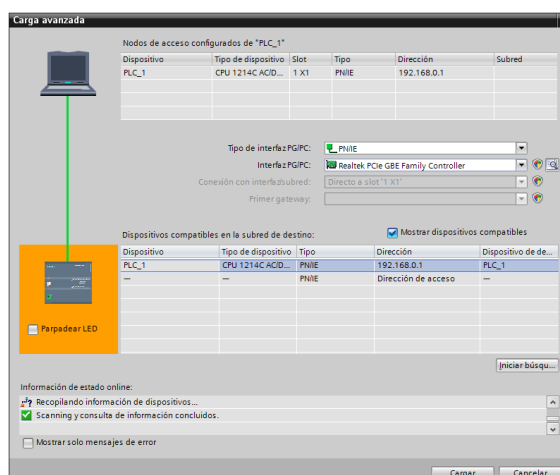 Carga avanzada
Nodos de acceso configurados de "PLC_1"
Dispositivo Tipo de dispositivo Slot Tipo Dirección Subred
PLC_1 CPU 1214C AC/D... 1 X1 PN/IE 192.168.0.1
Tipo de interfaz PG/PC: PN/IE
Interfaz PG/PC: Realtek PCIe GBE Family Controller
Conexión con interfaz/subred: Directo a slot '1 X1'
Primer gateway:
Dispositivos compatibles en la subred de destino: Mostrar dispositivos compatibles
Dispositivo Tipo de dispositivo Tipo Dirección Dispositivo de de...
PLC_1 CPU 1214C AC/D... PN/IE 192.168.0.1 PLC_1
— — PN/IE Dirección de acceso —
Parpadear LED
Iniciar búsqu...
Información de estado online:
Recopilando información de dispositivos...
Scanning y consulta de información concluidos.
Mostrar solo mensajes de error
Cargar Cancelar